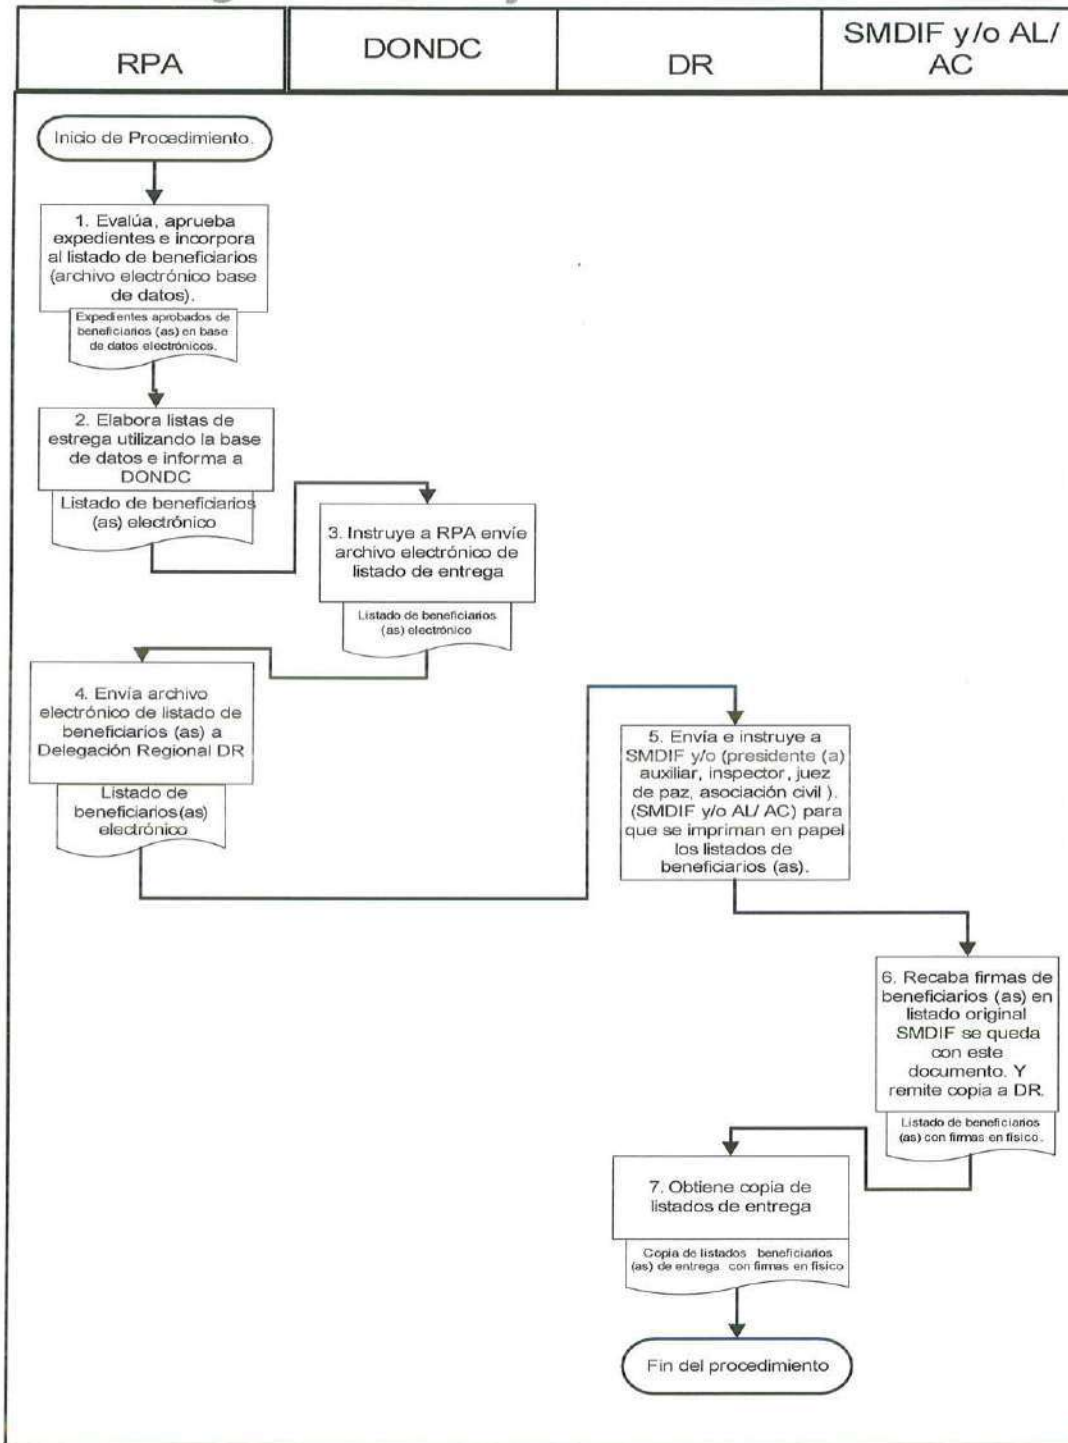 RPA
DONDC
DR
SMDIF y/o AL/
AC
Inicio de Procedimiento.
1. Evalúa, aprueba
expedientes e incorpora
al listado de beneficiarios
(archivo electrónico base
de datos).
Expedientes aprobados de
beneficiarios (as) en base
de datos electrónicos.
2. Elabora listas de
estrega utilizando la base
de datos e informa a
DONDC
Listado de beneficiarios
(as) electrónico
3. Instruye a RPA envíe
archivo electrónico de
listado de entrega
Listado de beneficiarios
(as) electrónico
4. Envía archivo
electrónico de listado de
beneficiarios (as) a
Delegación Regional DR
Listado de
beneficiarios(as)
electrónico
5. Envía e instruye a
SMDIF y/o (presidente (a)
auxiliar, inspector, juez
de paz, asociación civil ).
(SMDIF y/o AL/ AC) para
que se impriman en papel
los listados de
beneficiarios (as).
6. Recaba firmas de
beneficiarios (as) en
listado original
SMDIF se queda
con este
documento. Y
remite copia a DR.
Listado de beneficiarios
(as) con firmas en físico.
7. Obtiene copia de
listados de entrega
Copia de listados beneficiarios
(as) de entrega con firmas en físico
Fin del procedimiento